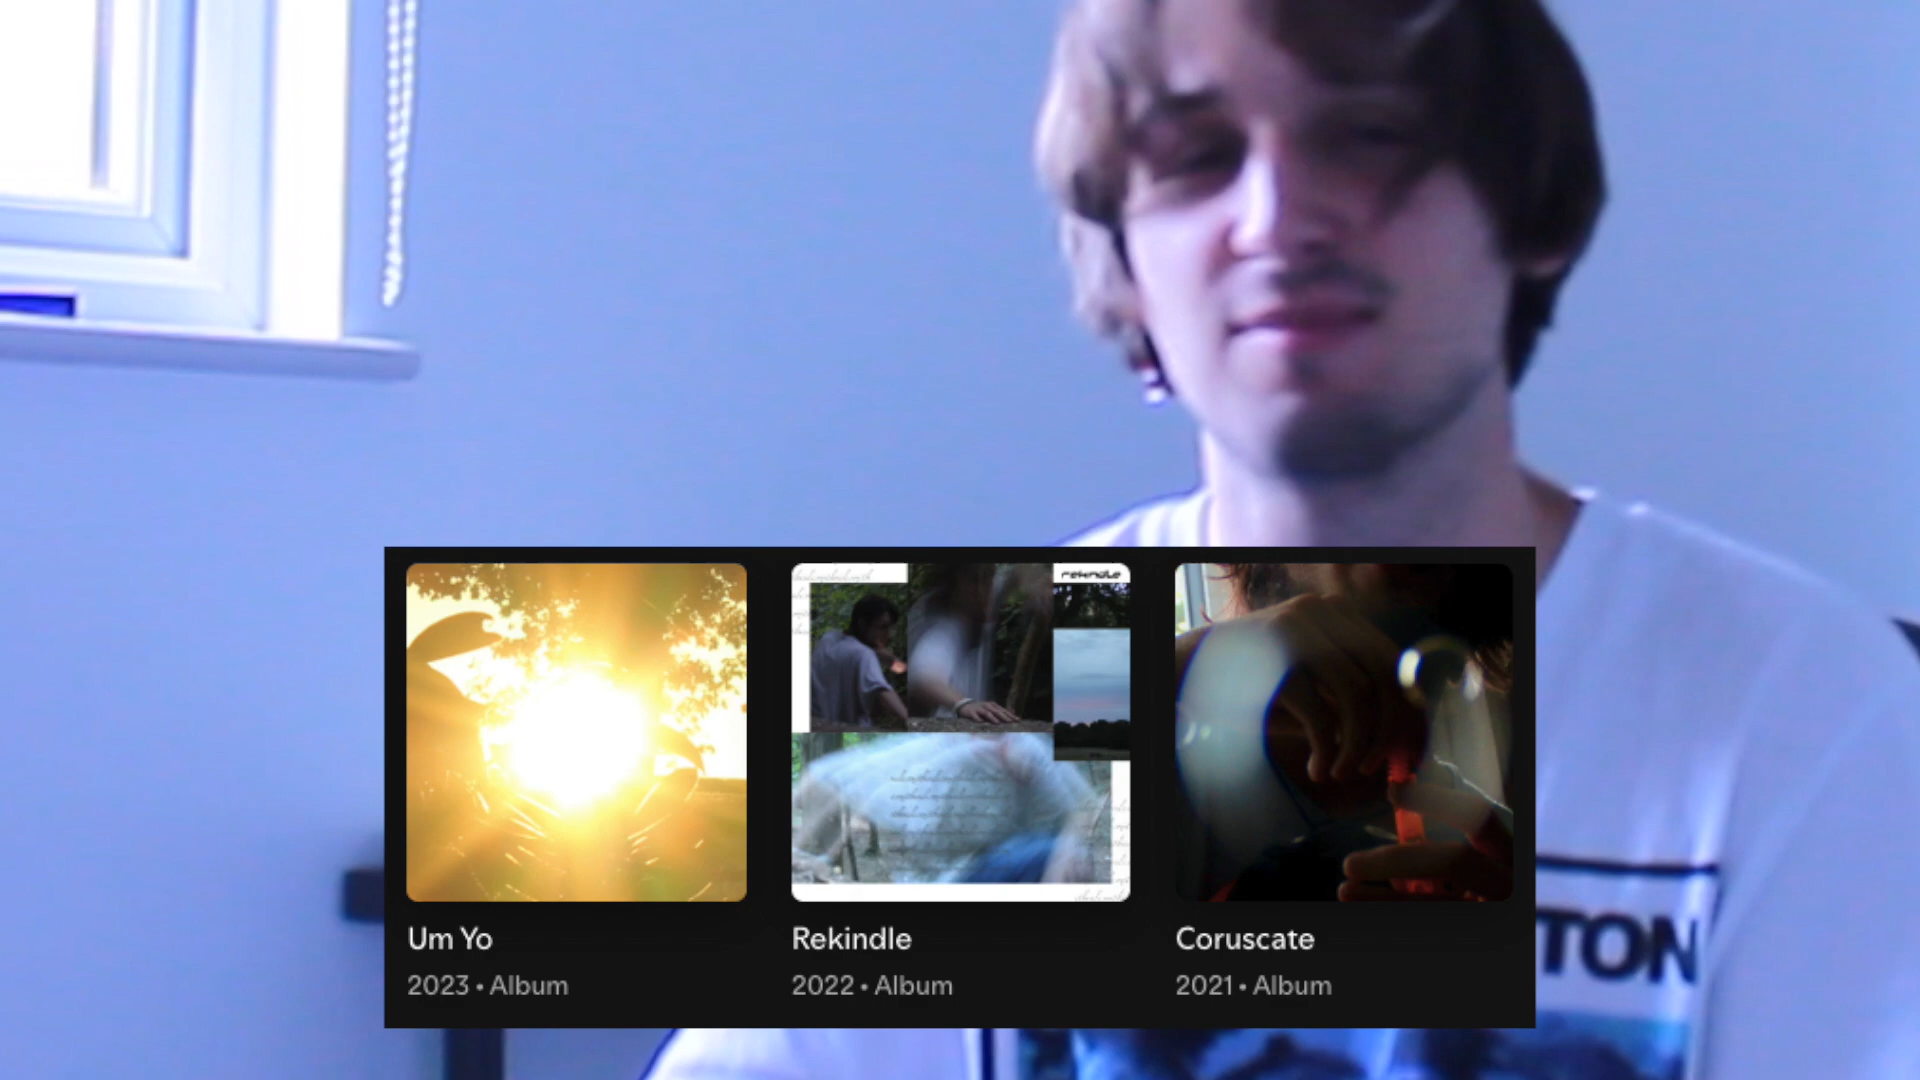 rekindle
Um Yo
2023 • Album
Rekindle
2022 • Album
Coruscate
2021 • Album
TON